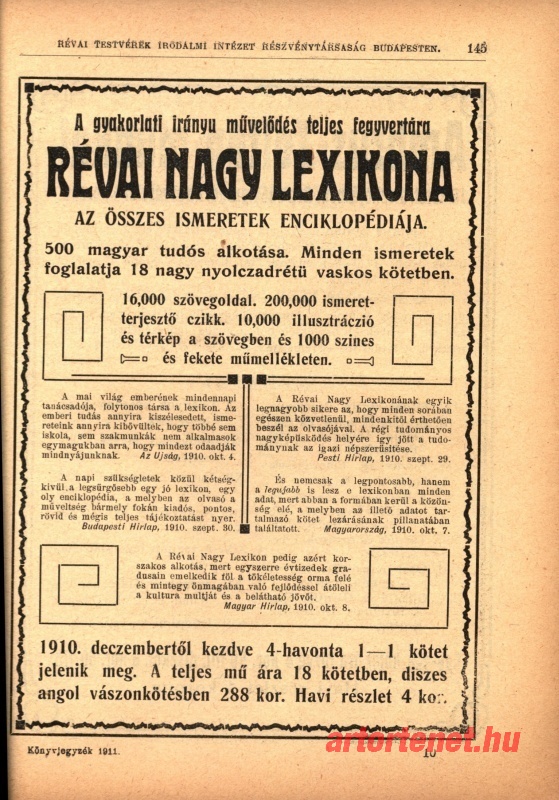 RÉVAI TESTVÉREK IRODALMI INTÉZET RÉSZVÉNYTÁRSASÁG BUDAPESTEN. 145
A gyakorlati irányu művelődés teljes fegyvertára
RÉVAI NAGY LEXIKONA
AZ ÖSSZES ISMERETEK ENCIKLOPÉDIÁJA.
500 magyar tudós alkotása. Minden ismeretek
foglalatja 18 nagy nyolczadrétü vaskos kötetben.
16,000 szövegoldal. 200,000 ismeret-
terjesztő czikk. 10,000 illusztráczió
és térkép a szövegben és 1000 szines
és fekete műmellékleten.
A mai világ emberének mindennapi
tanácsadója, folytonos társa a lexikon. Az
emberi tudás annyira kiszélesedett, isme-
reteink annyira kibővültek, hogy többé sem
iskola, sem szakmunkák nem alkalmasok
egymagukban arra, hogy mindezt odaadják
mindnyájunknak. Az Ujság, 1910. okt. 4.
A napi szükségletek közül kétség-
kívül a legsürgősebb egy jó lexikon, egy
oly enciklopédia, a melyben az olvasó a
műveltség bármely fokán kiadós, pontos,
rövid és mégis teljes tájékoztatást nyer.
Budapesti Hirlap, 1910. szept. 30.
A Révai Nagy Lexikonának egyik
legnagyobb sikere az, hogy minden sorában
egészen közvetlenül, mindenkitől érthetően
beszél az olvasójával. A régi tudományos
nagyképüsködés helyére igy jött a tudo-
mánynak az igazi népszerüsítése.
Pesti Hirlap, 1910. szept. 29.
És nemcsak a legpontosabb, hanem
a legujabb is lesz e lexikonban minden
adat, mert abban a formában kerül a közön-
ség elé, a melyben az illető adatot tar-
talmazó kötet lezárásának pillanatában
találtatott. Magyarország, 1910. okt. 7.
A Révai Nagy Lexikon pedig azért kor-
szakos alkotás, mert egyszerre évtizedek gra-
dusain emelkedik föl a tökéletesség orma felé
és mintegy önmagában való fejlődéssel átöleli
a kultura multját és a belátható jövőt.
Magyar Hirlap, 1910. okt. 8.
1910. deczembertől kezdve 4-havonta 1—1 kötet
jelenik meg. A teljes mű ára 18 kötetben, diszes
angol vászonkötésben 288 kor. Havi részlet 4 kor.
artortenet.hu
Könyvjegyzék 1911. 10